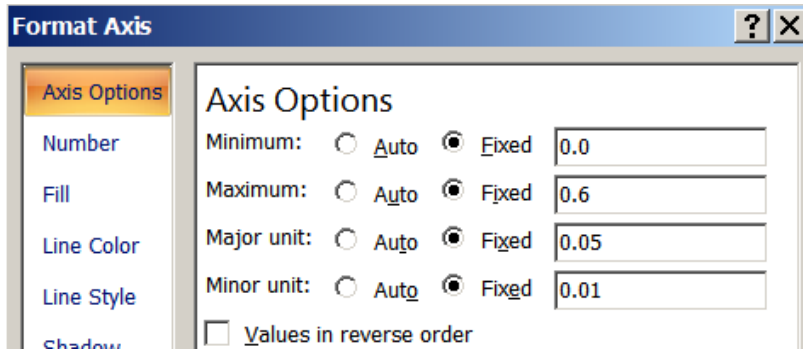 Format Axis ? X
Axis Options
Number
Fill
Line Color
Line Style
Shadow
Axis Options
Minimum: Auto Fixed 0.0
Maximum: Auto Fixed 0.6
Major unit: Auto Fixed 0.05
Minor unit: Auto Fixed 0.01
Values in reverse order